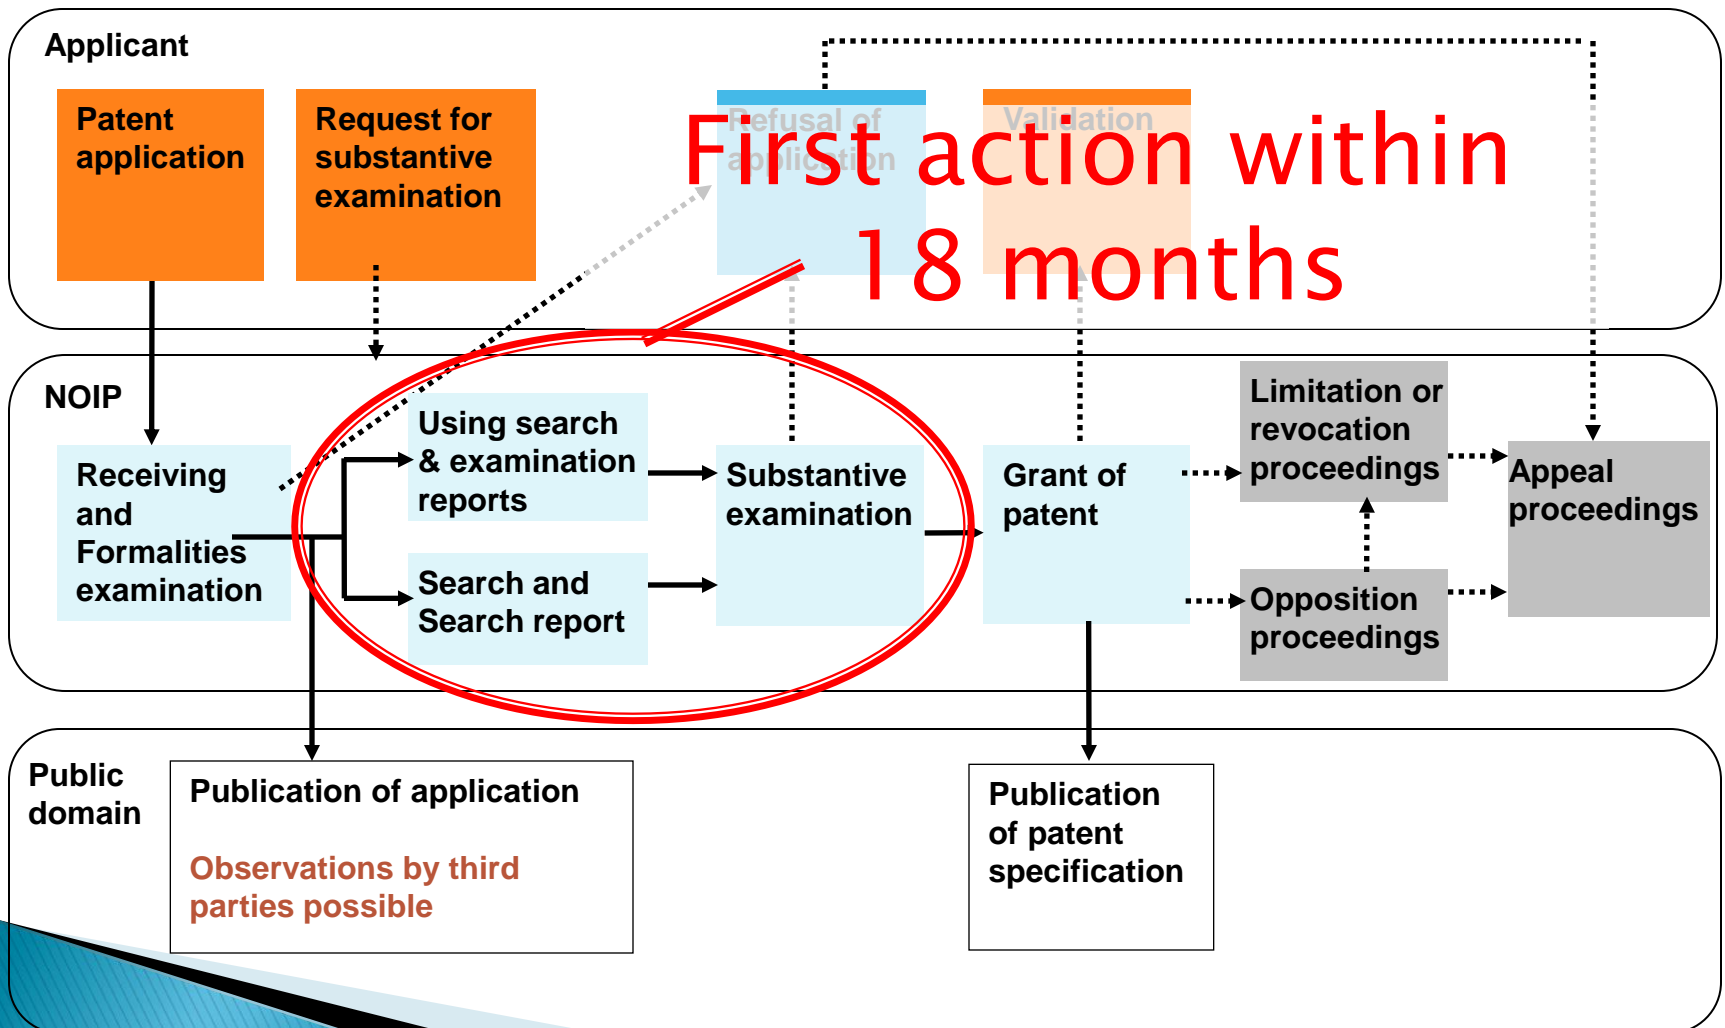 Applicant
Patent
application
Request for
substantive
examination
Refusal of
application
Validation
First action within
18 months
NOIP
Receiving
and
Formalities
examination
Using search
& examination
reports
Search and
Search report
Substantive
examination
Grant of
patent
Limitation or
revocation
proceedings
Opposition
proceedings
Appeal
proceedings
Public
domain
Publication of application
Observations by third
parties possible
Publication
of patent
specification